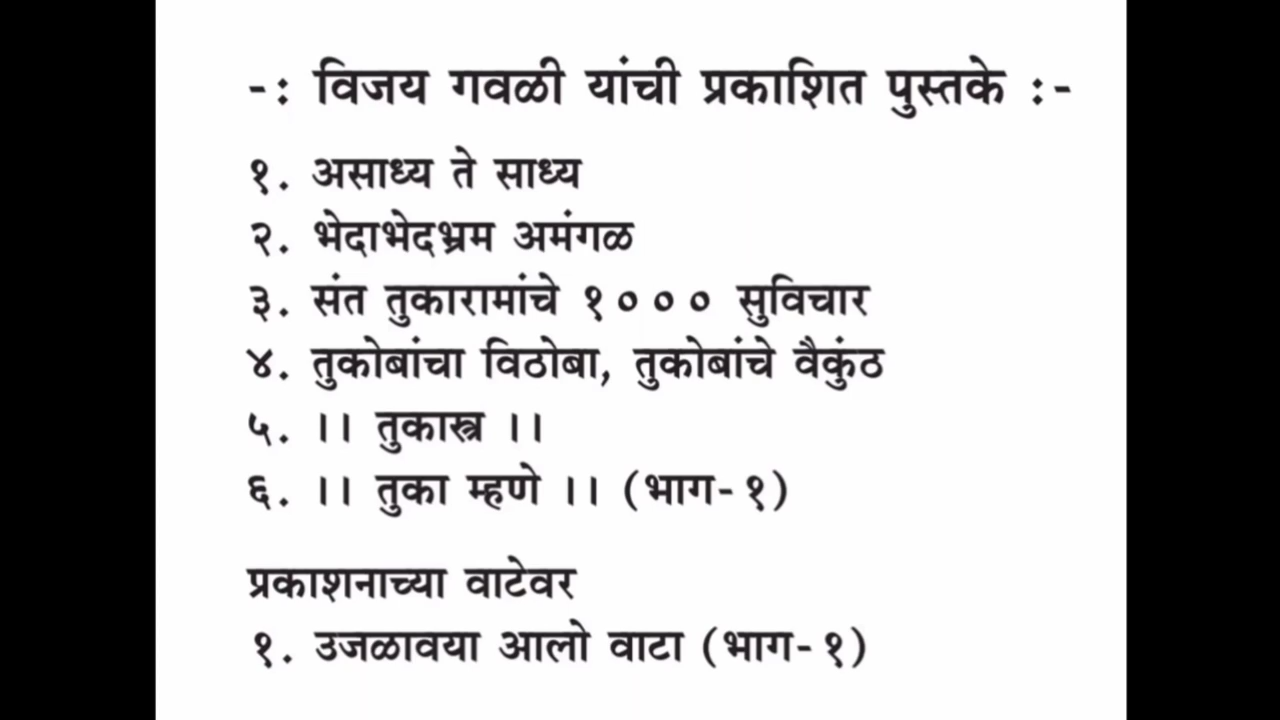 -: विजय गवळी यांची प्रकाशित पुस्तके :-
१. असाध्य ते साध्य
२. भेदाभेदभ्रम अमंगळ
३. संत तुकारामांचे १००० सुविचार
४. तुकोबांचा विठोबा, तुकोबांचे वैकुंठ
५. ।। तुकास्त्र ।।
६. ।। तुका म्हणे ।। (भाग-१)
प्रकाशनाच्या वाटेवर
१. उजळावया आलो वाटा (भाग-१)